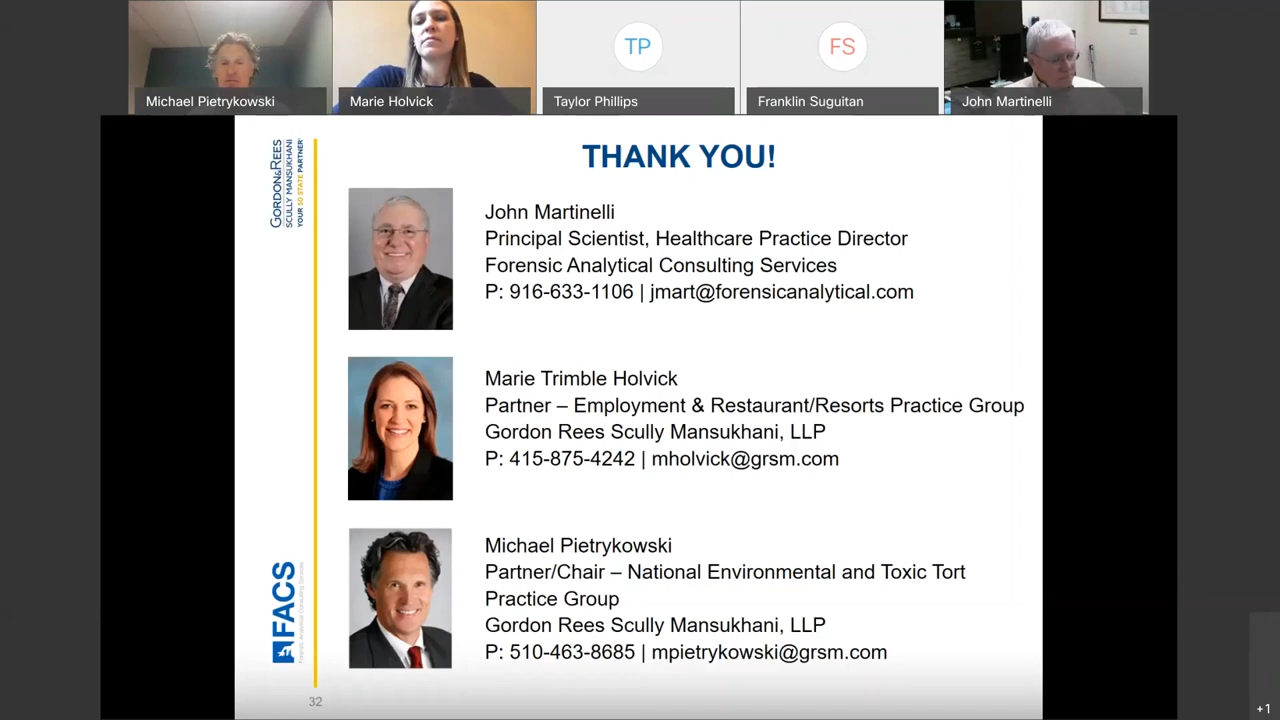 Michael Pietrykowski
Marie Holvick
TP
Taylor Phillips
FS
Franklin Suguitan
John Martinelli
GORDON&REES
SCULLY MANSUKHANI
YOUR 50 STATE PARTNER
THANK YOU!
John Martinelli
Principal Scientist, Healthcare Practice Director
Forensic Analytical Consulting Services
P: 916-633-1106 | jmart@forensicanalytical.com
Marie Trimble Holvick
Partner – Employment & Restaurant/Resorts Practice Group
Gordon Rees Scully Mansukhani, LLP
P: 415-875-4242 | mholvick@grsm.com
Michael Pietrykowski
Partner/Chair – National Environmental and Toxic Tort
Practice Group
Gordon Rees Scully Mansukhani, LLP
P: 510-463-8685 | mpietrykowski@grsm.com
FACS
Forensic Analytical Consulting Services
32
+1